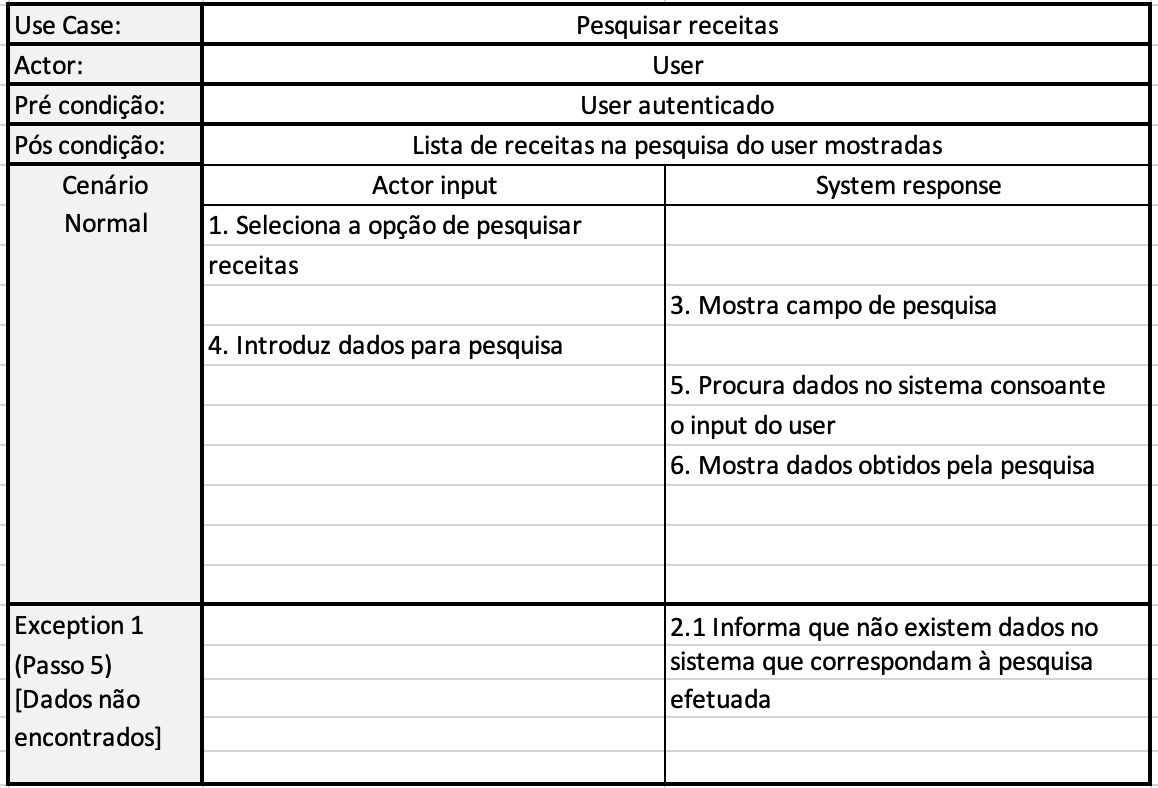 Use Case:
Pesquisar receitas
Actor:
User
Pré condição:
User autenticado
Pós condição:
Lista de receitas na pesquisa do user mostradas
Cenário
Normal
Actor input
System response
1. Seleciona a opção de pesquisar
receitas
3. Mostra campo de pesquisa
4. Introduz dados para pesquisa
5. Procura dados no sistema consoante
o input do user
6. Mostra dados obtidos pela pesquisa
Exception 1
(Passo 5)
[Dados não
encontrados]
2.1 Informa que não existem dados no
sistema que correspondam à pesquisa
efetuada